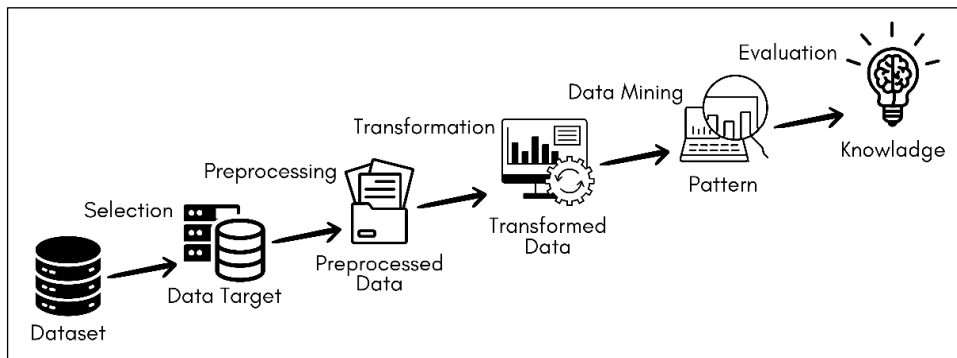 Evaluation
Data Mining
Transformation
Knowladge
Preprocessing
Pattern
Selection
Transformed
Data
Preprocessed
Data
Data Target
Dataset